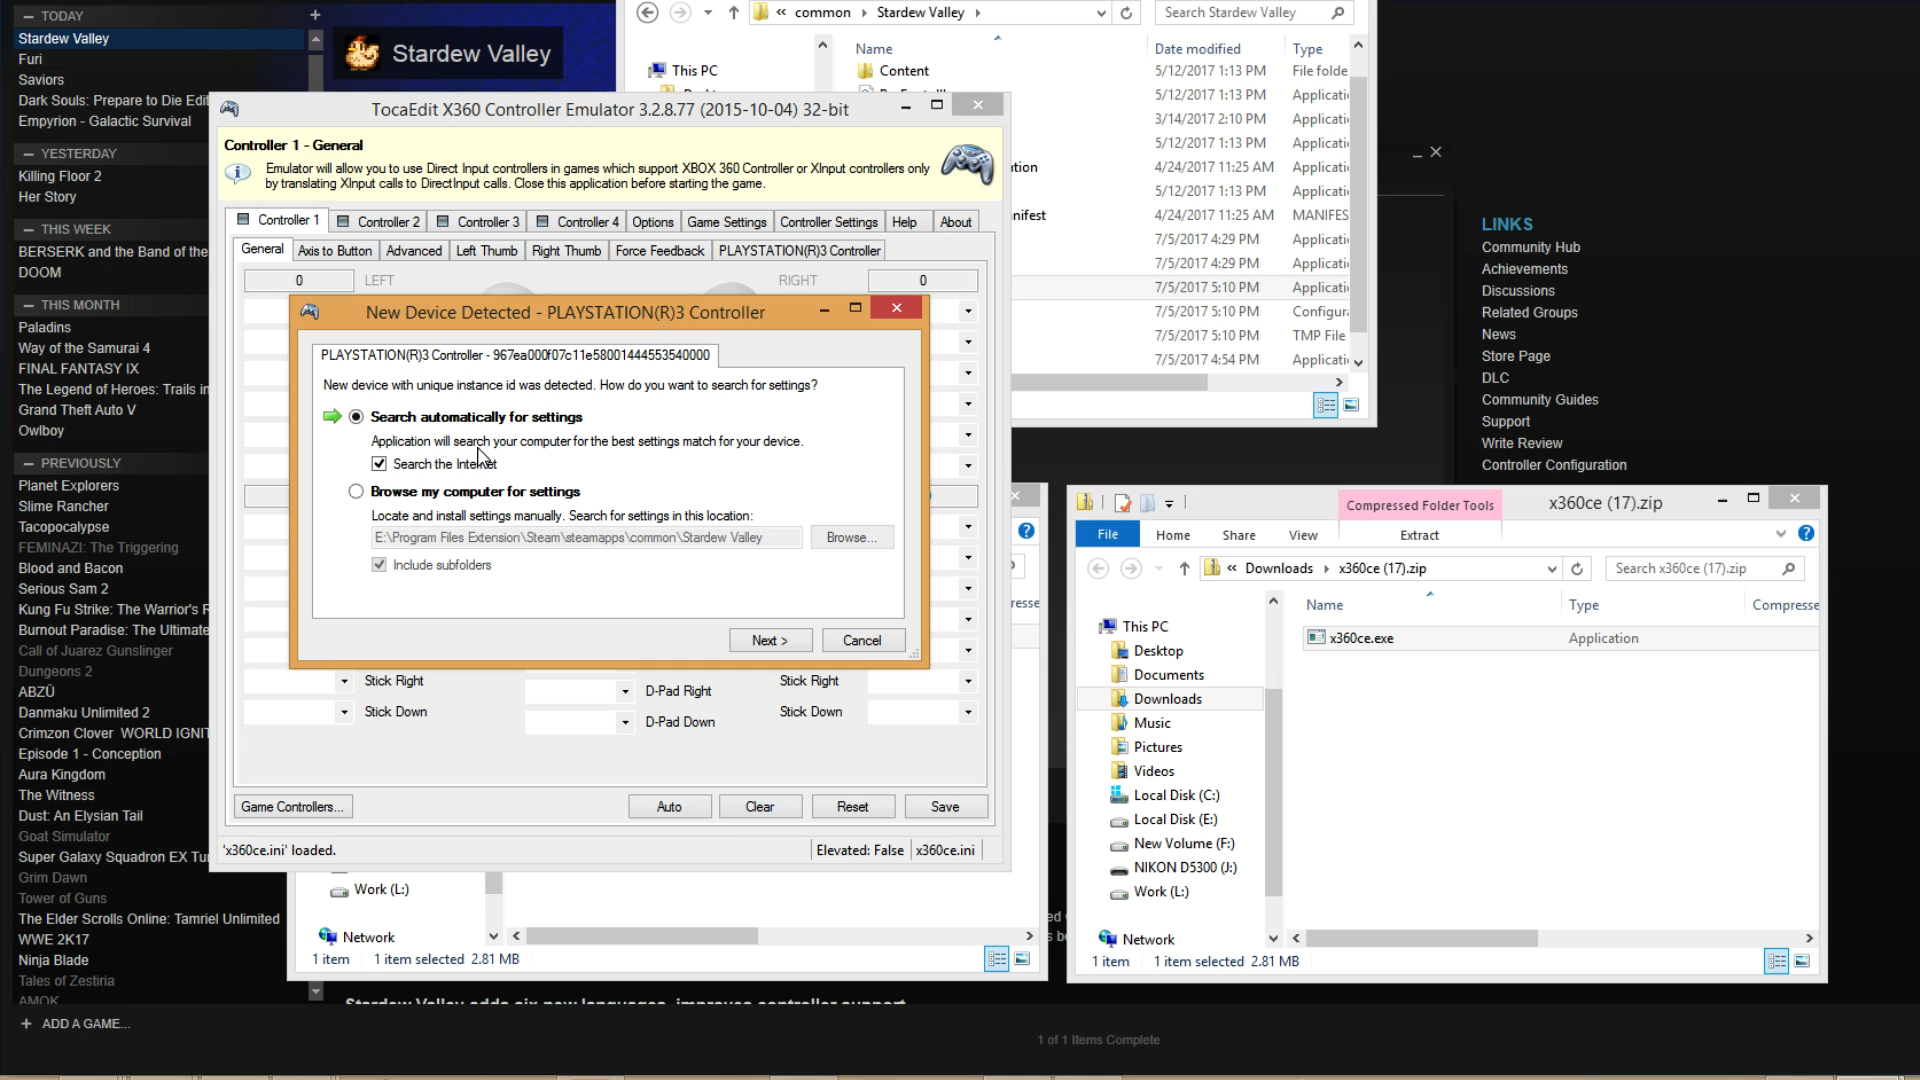 TODAY
Stardew Valley
Furi
Saviors
Dark Souls: Prepare to Die Edit
Empyrion - Galactic Survival
YESTERDAY
Killing Floor 2
Her Story
THIS WEEK
BERSERK and the Band of the
DOOM
THIS MONTH
Paladins
Way of the Samurai 4
FINAL FANTASY IX
The Legend of Heroes: Trails in
Grand Theft Auto V
Owlboy
PREVIOUSLY
Planet Explorers
Slime Rancher
Tacopocalypse
FEMINAZI: The Triggering
Blood and Bacon
Serious Sam 2
Kung Fu Strike: The Warrior's R
Burnout Paradise: The Ultimate
Call of Juarez Gunslinger
Dungeons 2
ABZÛ
Danmaku Unlimited 2
Crimzon Clover WORLD IGNIT
Episode 1 - Conception
Aura Kingdom
The Witness
Dust: An Elysian Tail
Goat Simulator
Super Galaxy Squadron EX Tu
Grim Dawn
Tower of Guns
The Elder Scrolls Online: Tamriel Unlimited
WWE 2K17
Ninja Blade
Tales of Zestiria
AMOK
+ ADD A GAME...
Stardew Valley
« common › Stardew Valley ›
Search Stardew Valley
This PC
Name Date modified Type
Content 5/12/2017 1:13 PM File folde
5/12/2017 1:13 PM Applicati
3/14/2017 2:10 PM Applicati
5/12/2017 1:13 PM Applicati
tion 4/24/2017 11:25 AM Applicati
5/12/2017 1:13 PM Applicati
nifest 4/24/2017 11:25 AM MANIFES
7/5/2017 4:29 PM Applicati
7/5/2017 4:29 PM Applicati
7/5/2017 5:10 PM Applicati
7/5/2017 5:10 PM Configura
7/5/2017 5:10 PM TMP File
7/5/2017 4:54 PM Applicati
TocaEdit X360 Controller Emulator 3.2.8.77 (2015-10-04) 32-bit
Controller 1 - General
Emulator will allow you to use Direct Input controllers in games which support XBOX 360 Controller or XInput controllers only
by translating XInput calls to DirectInput calls. Close this application before starting the game.
Controller 1 Controller 2 Controller 3 Controller 4 Options Game Settings Controller Settings Help About
General Axis to Button Advanced Left Thumb Right Thumb Force Feedback PLAYSTATION(R)3 Controller
0 LEFT RIGHT 0
New Device Detected - PLAYSTATION(R)3 Controller
PLAYSTATION(R)3 Controller - 967ea000f07c11e58001444553540000
New device with unique instance id was detected. How do you want to search for settings?
Search automatically for settings
Application will search your computer for the best settings match for your device.
Search the Internet
Browse my computer for settings
Locate and install settings manually. Search for settings in this location:
E:\Program Files Extension\Steam\steamapps\common\Stardew Valley
Browse...
Include subfolders
Next >
Cancel
Stick Right D-Pad Right Stick Right
Stick Down D-Pad Down Stick Down
Game Controllers... Auto Clear Reset Save
'x360ce.ini' loaded. Elevated: False x360ce.ini
Work (L:)
Network
1 item 1 item selected 2.81 MB
LINKS
Community Hub
Achievements
Discussions
Related Groups
News
Store Page
DLC
Community Guides
Support
Write Review
Controller Configuration
Compressed Folder Tools x360ce (17).zip
File Home Share View Extract
« Downloads › x360ce (17).zip
Search x360ce (17).zip
This PC
Desktop
Documents
Downloads
Music
Pictures
Videos
Local Disk (C:)
Local Disk (E:)
New Volume (F:)
NIKON D5300 (J:)
Work (L:)
Network
Name Type Compresse
x360ce.exe Application
1 item 1 item selected 2.81 MB
Stardew Valley adds six new languages, improves controller support
1 of 1 Items Complete